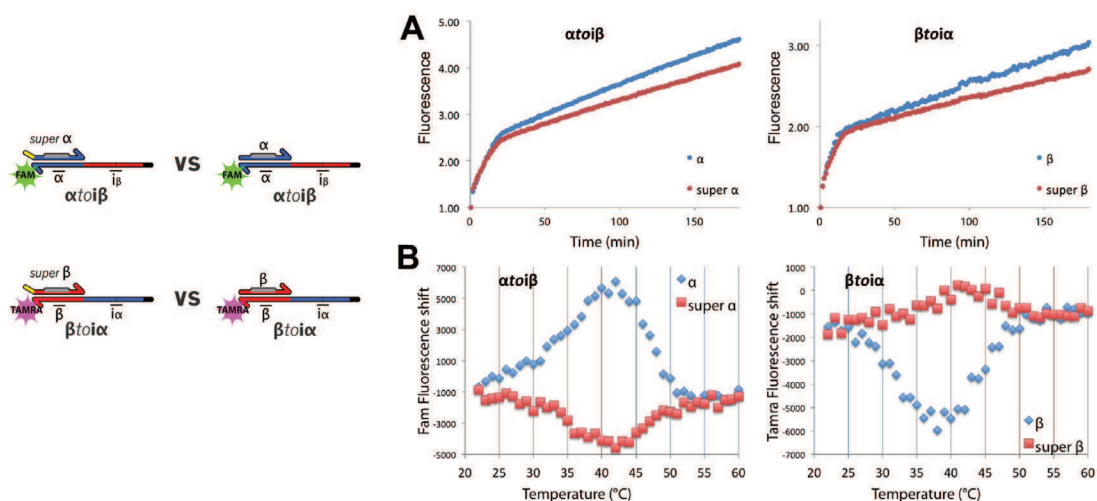 super α
FAM
α̅
i̅β
αtoiβ
vs
α
FAM
α̅
i̅β
αtoiβ
super β
TAMRA
β̅
i̅α
βtoiα
vs
β
TAMRA
β̅
i̅α
βtoiα
A
αtoiβ
Fluorescence
5.00
4.00
3.00
2.00
1.00
0
50
100
150
Time (min)
α
super α
βtoiα
Fluorescence
3.00
2.00
1.00
0
50
100
150
Time (min)
β
super β
B
αtoiβ
Fam Fluorescence shift
7000
5000
3000
1000
-1000
-3000
-5000
20 25 30 35 40 45 50 55 60
Temperature (°C)
α
super α
βtoiα
Tamra Fluorescence shift
1000
0
-1000
-2000
-3000
-4000
-5000
-6000
-7000
20 25 30 35 40 45 50 55 60
Temperature (°C)
β
super β